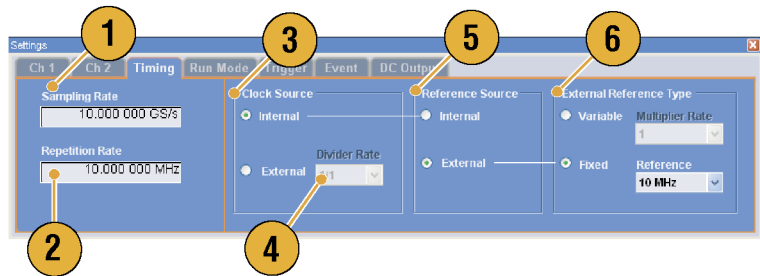 1
3
5
6
Settings
Ch 1 Ch 2 Timing Run Mode Trigger Event DC Output
Sampling Rate
10.000 000 GS/s
Repetition Rate
10.000 000 MHz
Clock Source
Internal
External
Divider Rate
1/1
Reference Source
Internal
External
External Reference Type
Variable
Multiplier Rate
1
Fixed
Reference
10 MHz
2
4